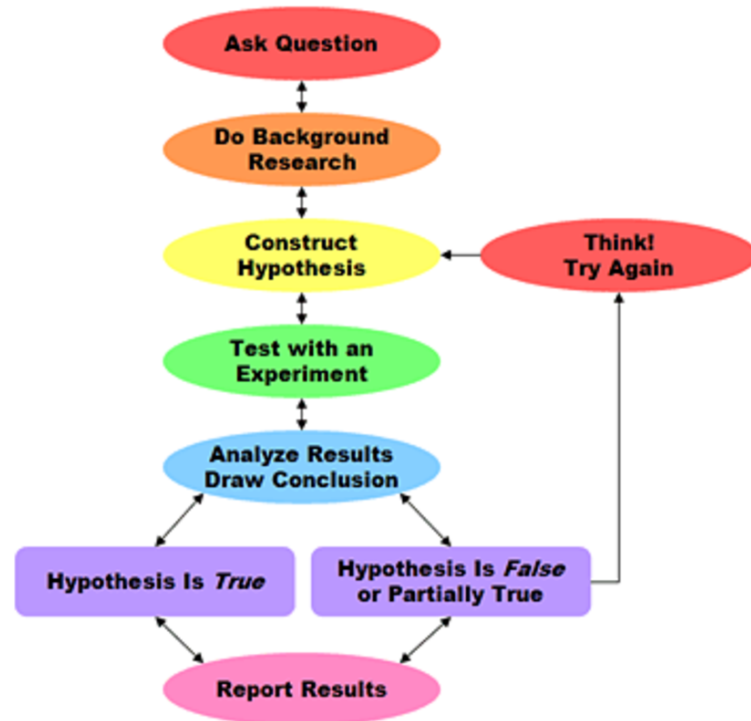 Ask Question
Do Background
Research
Construct
Hypothesis
Think!
Try Again
Test with an
Experiment
Analyze Results
Draw Conclusion
Hypothesis Is True
Hypothesis Is False
or Partially True
Report Results